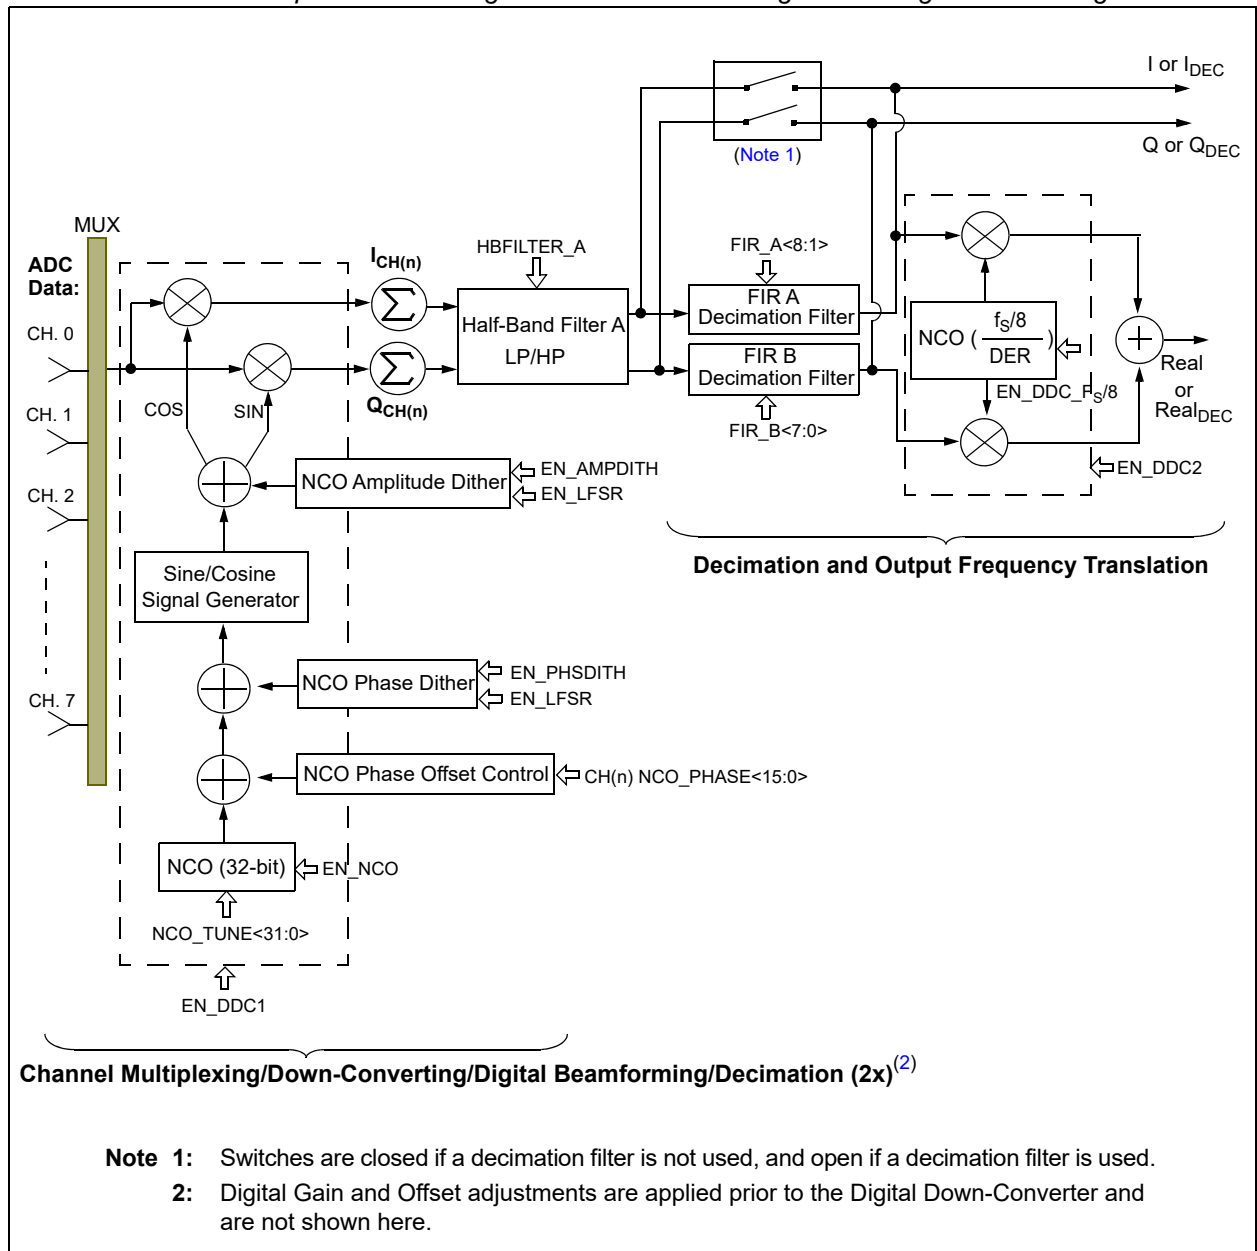 I or I_DEC
Q or Q_DEC
(Note 1)
MUX
ADC
Data:
CH. 0
CH. 1
CH. 2
CH. 7
COS
SIN
I_CH(n)
Q_CH(n)
HBFILTER_A
Half-Band Filter A
LP/HP
FIR_A<8:1>
FIR A
Decimation Filter
FIR B
Decimation Filter
FIR_B<7:0>
NCO ( f_S/8 / DER )
EN_DDC_F_S/8
EN_DDC2
Real
or
Real_DEC
NCO Amplitude Dither
EN_AMPDITH
EN_LFSR
Sine/Cosine
Signal Generator
Decimation and Output Frequency Translation
NCO Phase Dither
EN_PHSDITH
EN_LFSR
NCO Phase Offset Control
CH(n) NCO_PHASE<15:0>
NCO (32-bit)
EN_NCO
NCO_TUNE<31:0>
EN_DDC1
Channel Multiplexing/Down-Converting/Digital Beamforming/Decimation (2x)(2)
Note 1: Switches are closed if a decimation filter is not used, and open if a decimation filter is used.
2: Digital Gain and Offset adjustments are applied prior to the Digital Down-Converter and
are not shown here.